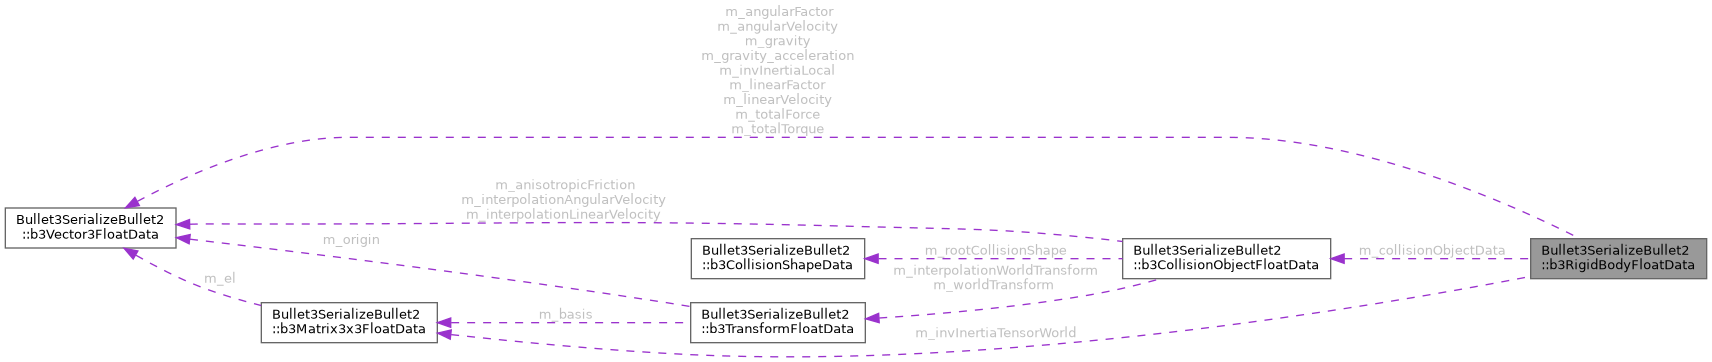 m_angularFactor
m_angularVelocity
m_gravity
m_gravity_acceleration
m_invInertiaLocal
m_linearFactor
m_linearVelocity
m_totalForce
m_totalTorque
m_anisotropicFriction
m_interpolationAngularVelocity
m_interpolationLinearVelocity
Bullet3SerializeBullet2
::b3Vector3FloatData
m_origin
Bullet3SerializeBullet2
::b3CollisionShapeData
m_rootCollisionShape
Bullet3SerializeBullet2
::b3CollisionObjectFloatData
m_collisionObjectData
Bullet3SerializeBullet2
::b3RigidBodyFloatData
m_el
m_interpolationWorldTransform
m_worldTransform
Bullet3SerializeBullet2
::b3Matrix3x3FloatData
m_basis
Bullet3SerializeBullet2
::b3TransformFloatData
m_invInertiaTensorWorld